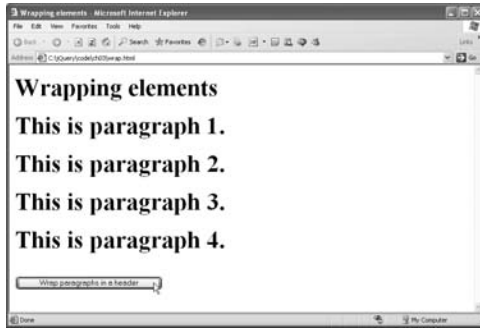 Wrapping elements - Microsoft Internet Explorer
File Edit View Favorites Tools Help
Back Search Favorites
Address C:\jQuery\code\ch03\wrap.html Go Links
Wrapping elements
This is paragraph 1.
This is paragraph 2.
This is paragraph 3.
This is paragraph 4.
Wrap paragraphs in a header
Done My Computer